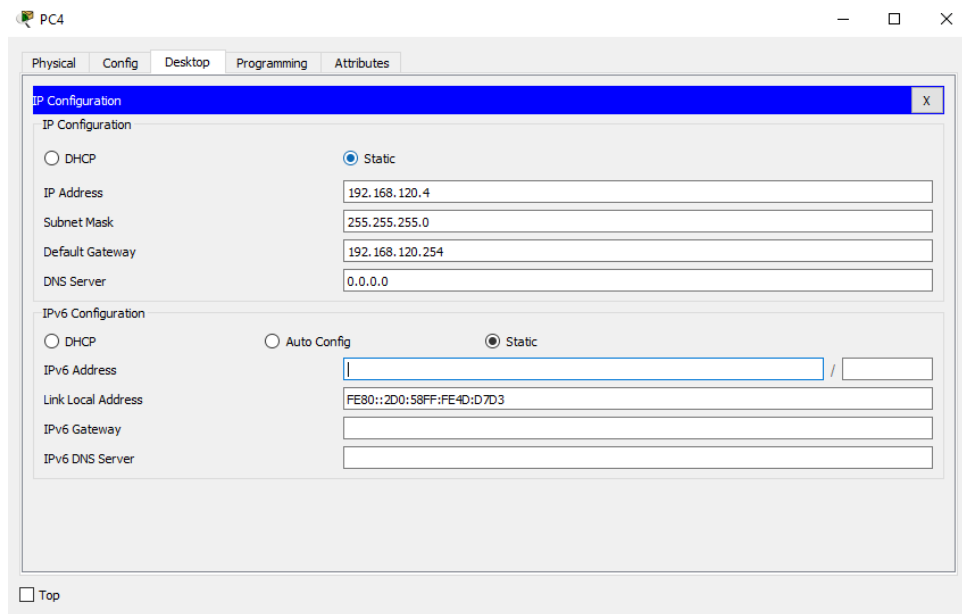 PC4
Physical Config Desktop Programming Attributes
IP Configuration X
IP Configuration
DHCP Static
IP Address 192.168.120.4
Subnet Mask 255.255.255.0
Default Gateway 192.168.120.254
DNS Server 0.0.0.0
IPv6 Configuration
DHCP Auto Config Static
IPv6 Address /
Link Local Address FE80::2D0:58FF:FE4D:D7D3
IPv6 Gateway
IPv6 DNS Server
Top